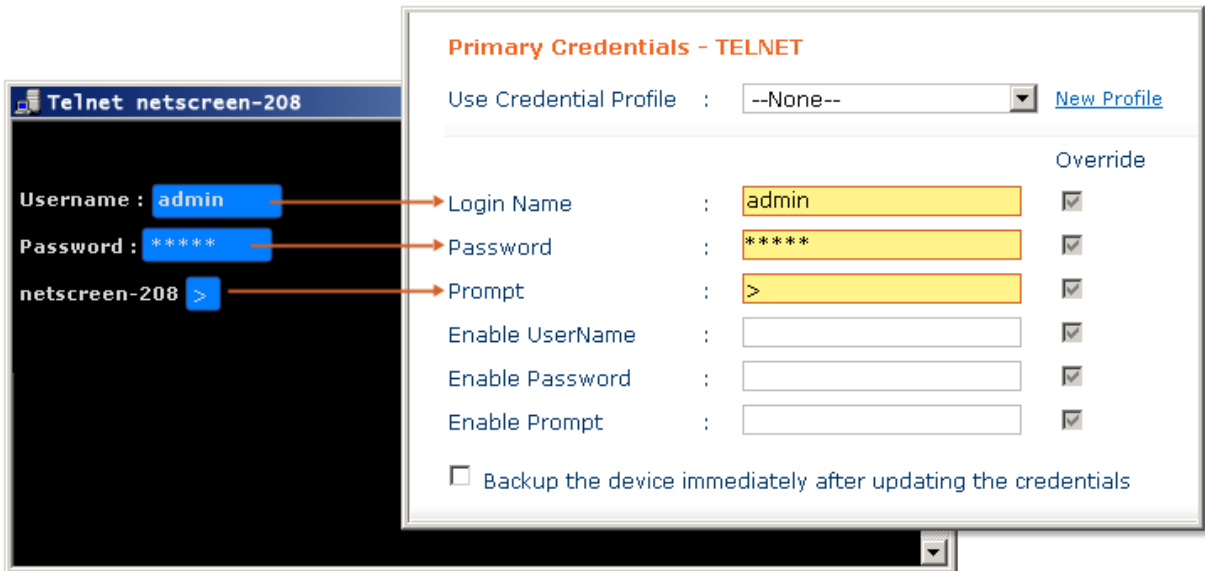 Telnet netscreen-208
Username : admin
Password : *****
netscreen-208 >
Primary Credentials - TELNET
Use Credential Profile : --None-- New Profile
Override
Login Name : admin
Password : *****
Prompt : >
Enable UserName :
Enable Password :
Enable Prompt :
Backup the device immediately after updating the credentials